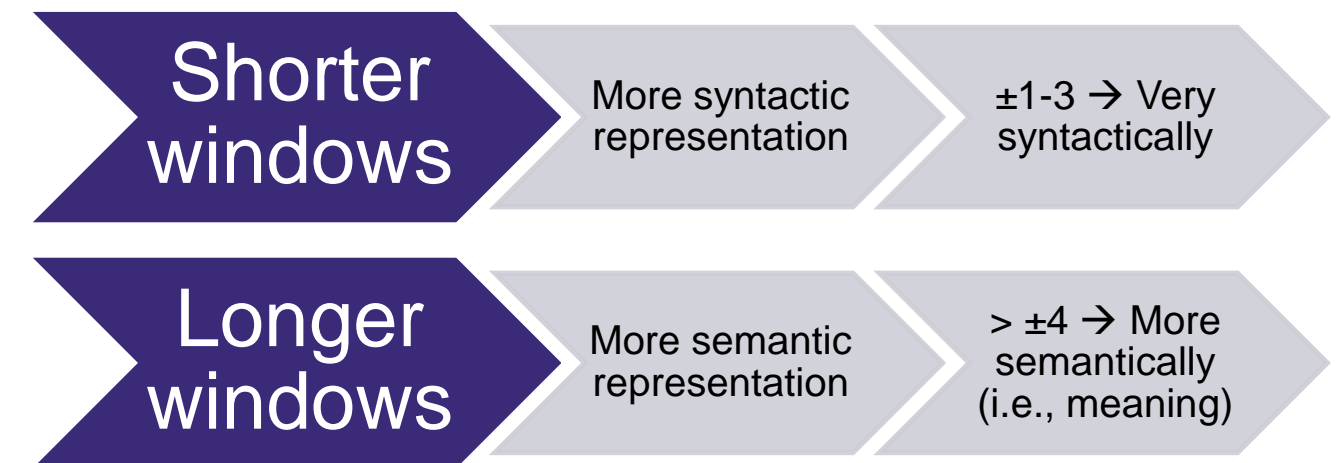 Shorter
windows
More syntactic
representation
±1-3 → Very
syntactically
Longer
windows
More semantic
representation
> ±4 → More
semantically
(i.e., meaning)